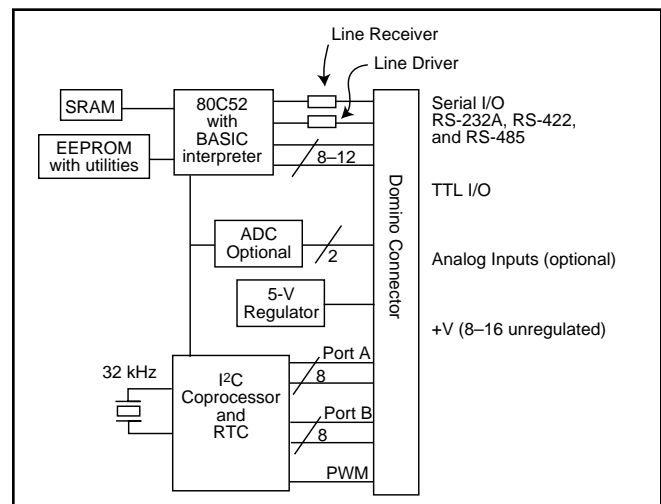 Line Receiver
Line Driver
SRAM
EEPROM
with utilities
80C52
with
BASIC
interpreter
8–12
Serial I/O
RS-232A, RS-422,
and RS-485
TTL I/O
ADC
Optional
2
Analog Inputs (optional)
5-V
Regulator
+V (8–16 unregulated)
Domino Connector
32 kHz
I²C
Coprocessor
and
RTC
Port A
8
Port B
8
PWM